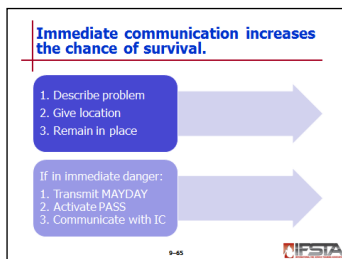 Immediate communication increases
the chance of survival.
1. Describe problem
2. Give location
3. Remain in place
If in immediate danger:
1. Transmit MAYDAY
2. Activate PASS
3. Communicate with IC
9–65
IFSTA